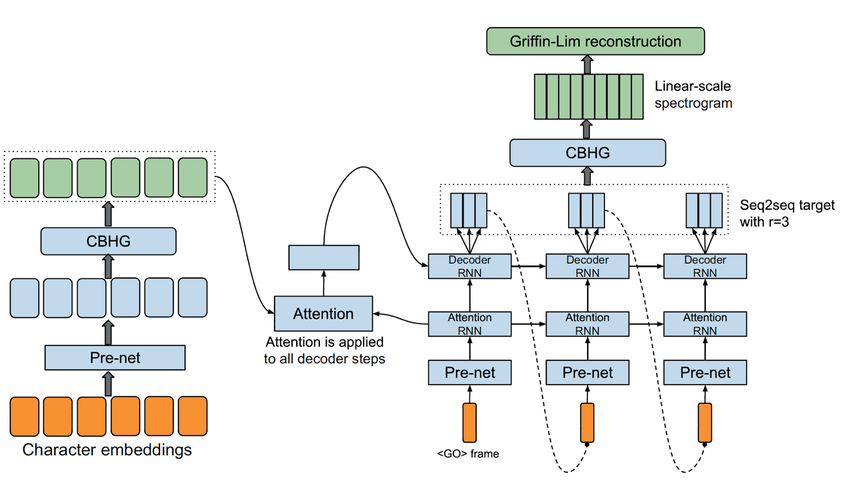 Griffin-Lim reconstruction
Linear-scale
spectrogram
CBHG
Seq2seq target
with r=3
CBHG
Pre-net
Character embeddings
Attention
Attention is applied
to all decoder steps
Decoder
RNN
Decoder
RNN
Decoder
RNN
Attention
RNN
Attention
RNN
Attention
RNN
Pre-net
Pre-net
Pre-net
<GO> frame